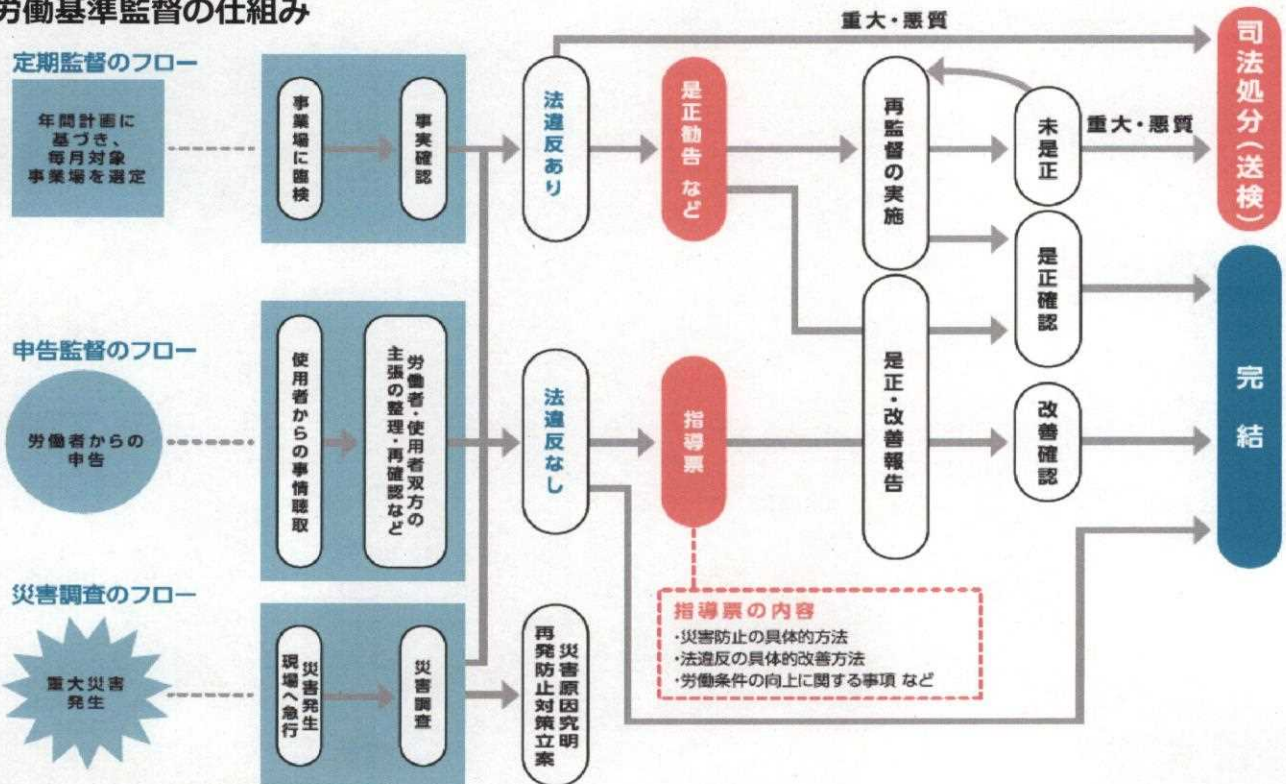 労働基準監督の仕組み
定期監督のフロー
年間計画に
基づき、
毎月対象
事業場を選定
事業場に臨検
事実確認
法違反あり
是正勧告 など
再監督の実施
未是正
重大・悪質
重大・悪質
司法処分(送検)
是正確認
申告監督のフロー
労働者からの
申告
使用者からの事情聴取
労働者・使用者双方の
主張の整理・再確認など
法違反なし
指導票
是正・改善報告
改善確認
完結
指導票の内容
・災害防止の具体的方法
・法違反の具体的改善方法
・労働条件の向上に関する事項 など
災害調査のフロー
重大災害
発生
災害発生
現場へ急行
災害調査
災害原因究明
再発防止対策立案